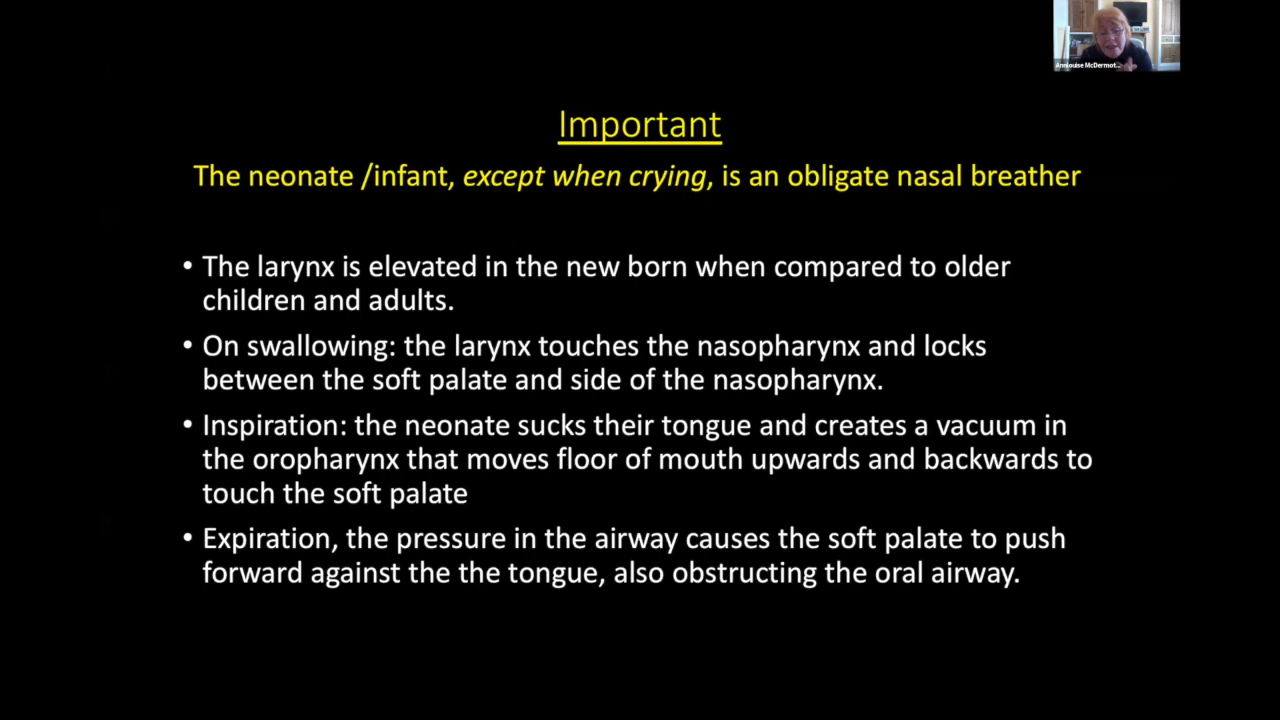 Annlouise McDermot...
Important
The neonate /infant, except when crying, is an obligate nasal breather
• The larynx is elevated in the new born when compared to older
children and adults.
• On swallowing: the larynx touches the nasopharynx and locks
between the soft palate and side of the nasopharynx.
• Inspiration: the neonate sucks their tongue and creates a vacuum in
the oropharynx that moves floor of mouth upwards and backwards to
touch the soft palate
• Expiration, the pressure in the airway causes the soft palate to push
forward against the the tongue, also obstructing the oral airway.